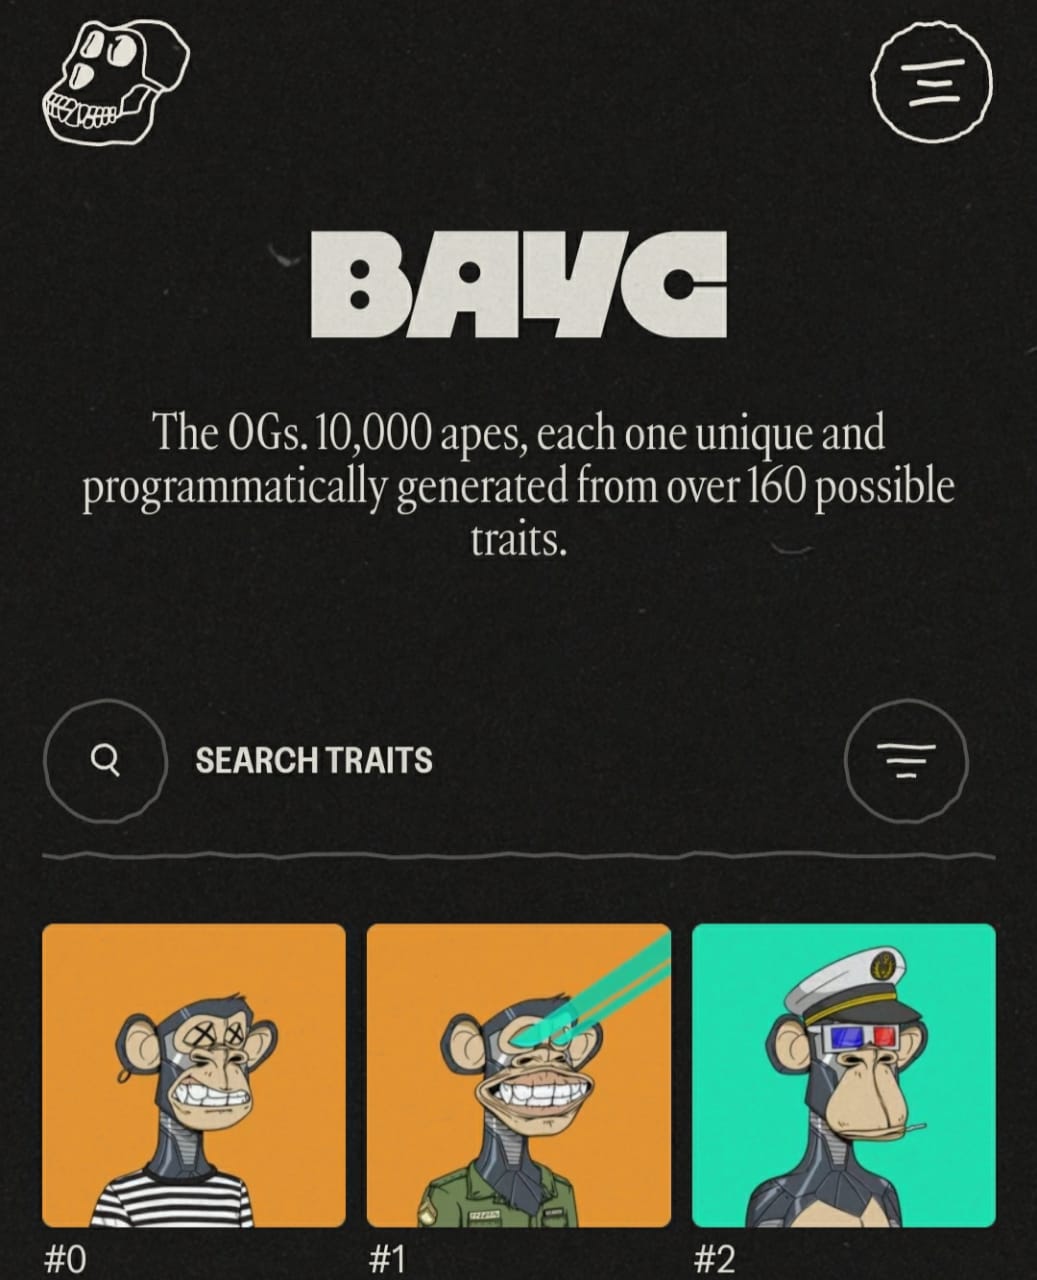 BAYC
The OGs. 10,000 apes, each one unique and
programmatically generated from over 160 possible
traits.
SEARCH TRAITS
#0
#1
#2